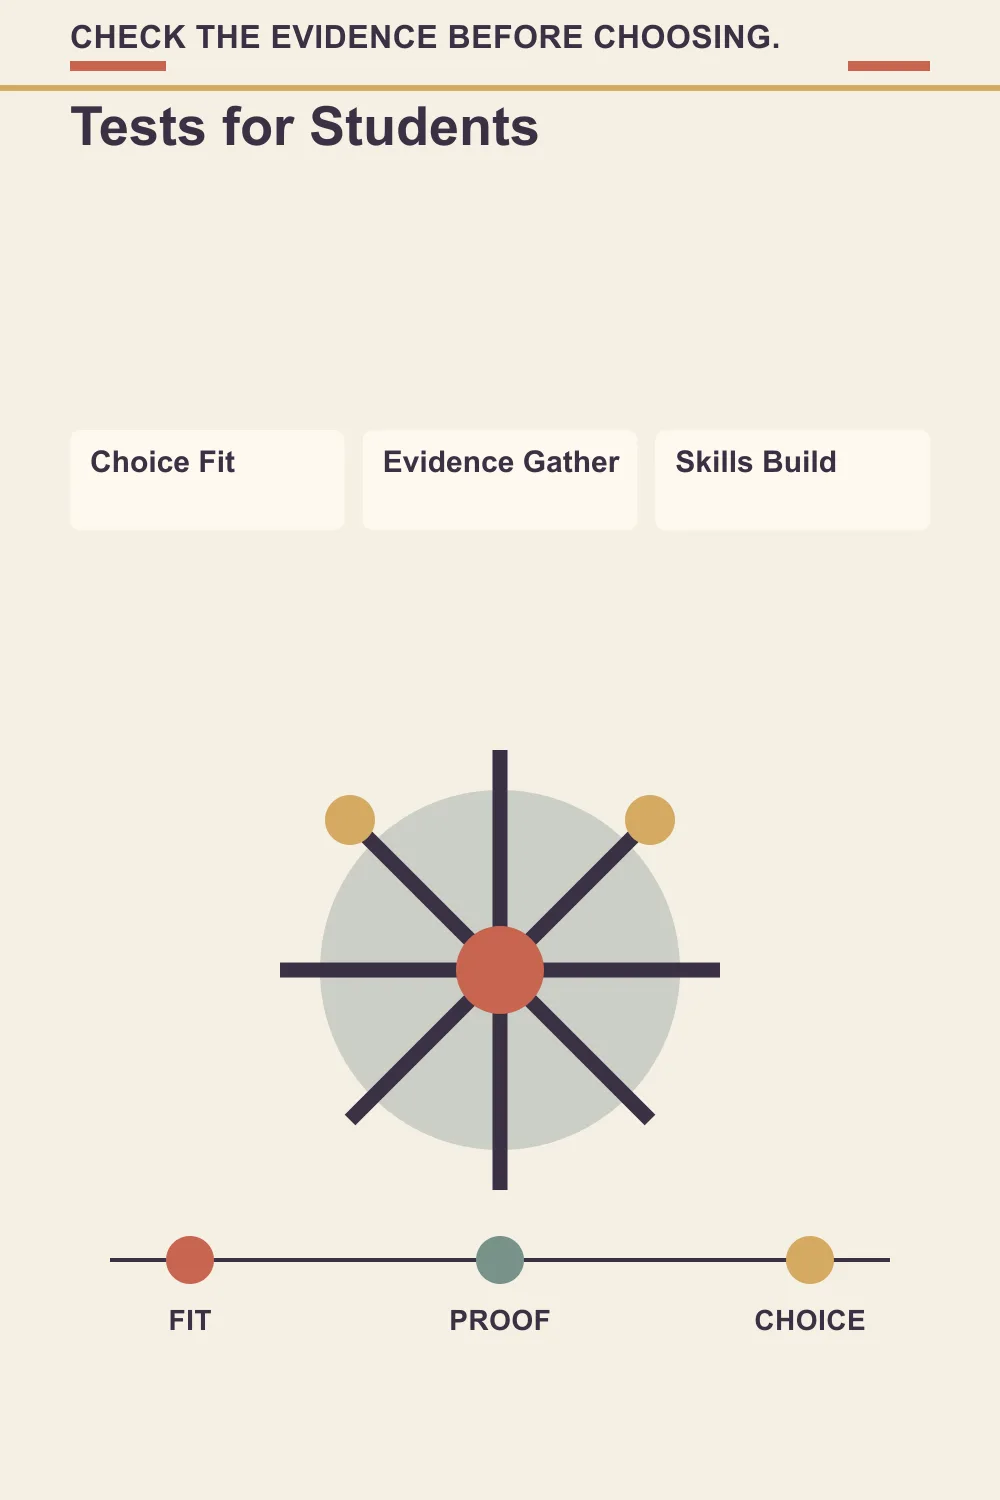 CHECK THE EVIDENCE BEFORE CHOOSING.
Tests for Students
Choice Fit
Evidence Gather
Skills Build
FIT
PROOF
CHOICE